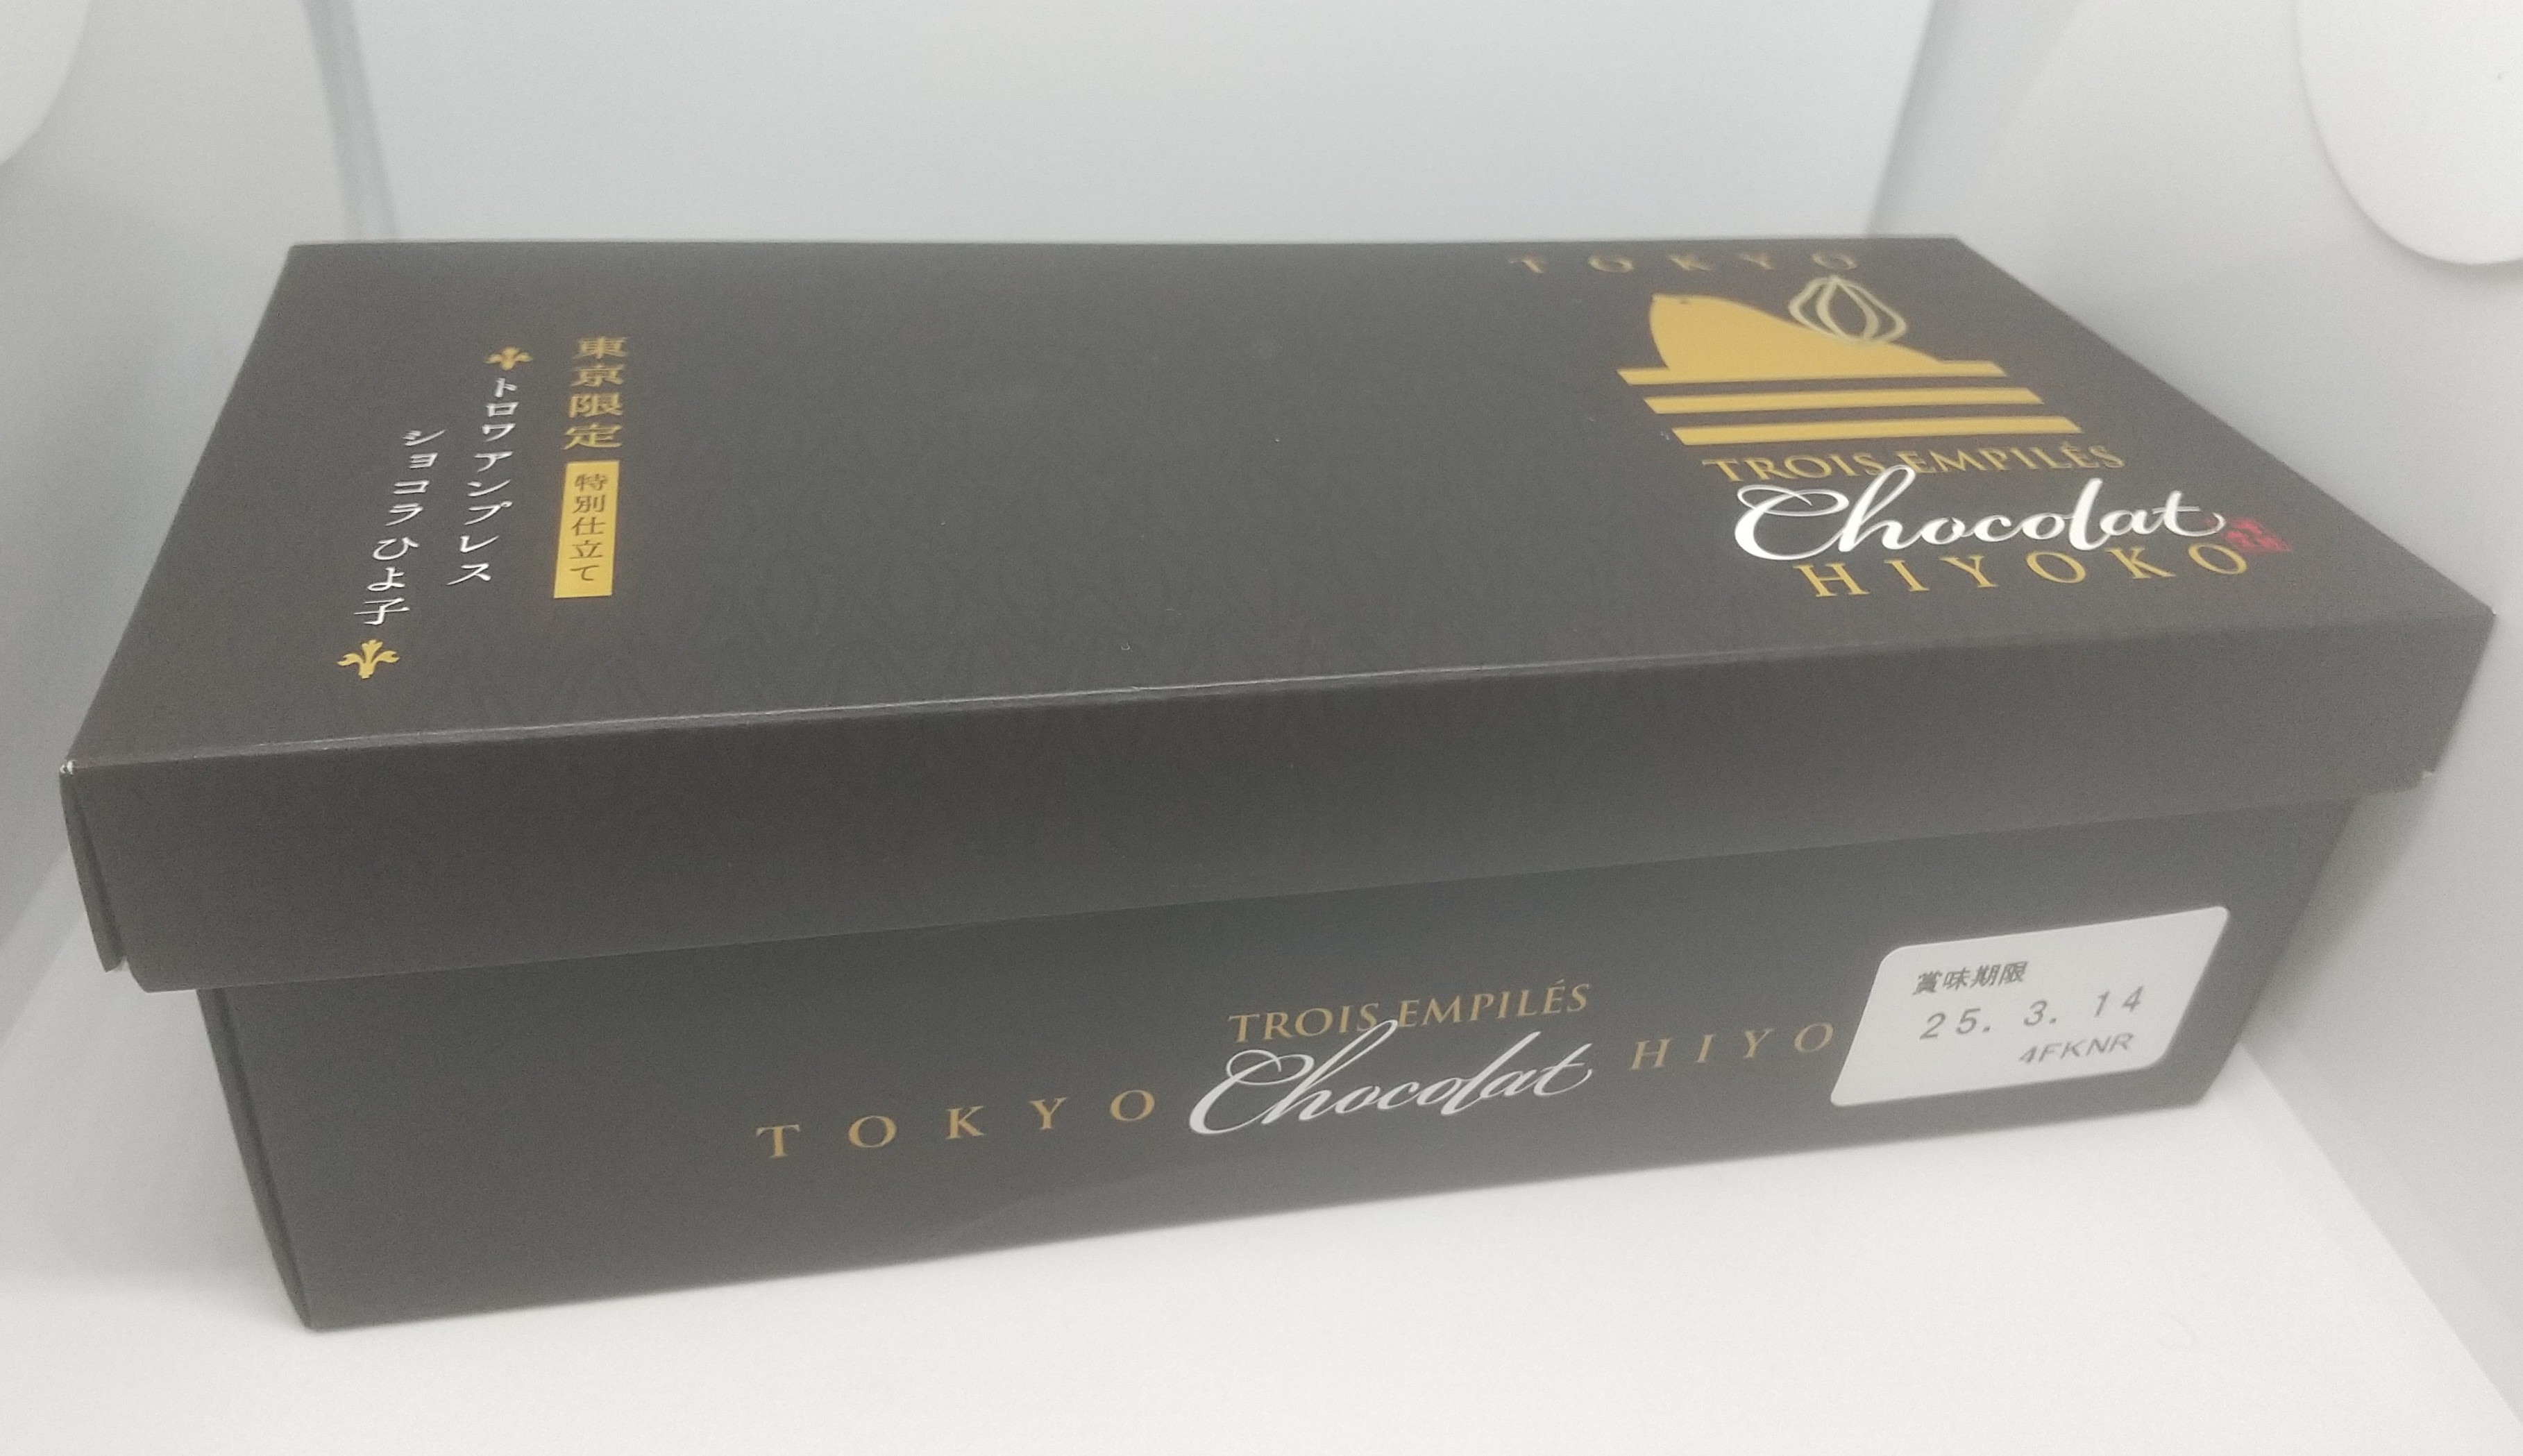 東京限定 特別仕立て
トロワアンプレス
ショコラひよ子
TOKYO
TROIS EMPILÉS
Chocolat
HIYOKO
TROIS EMPILÉS
TOKYO Chocolat HIYO
賞味期限
25. 3. 14
4FKNR